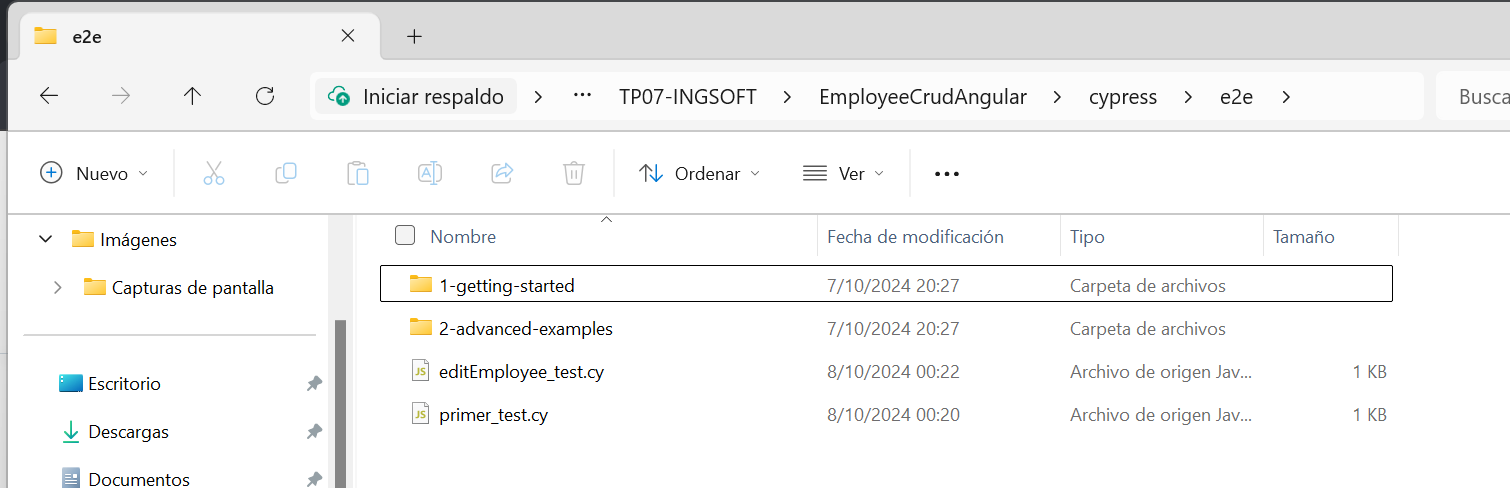 e2e
Iniciar respaldo > ... TP07-INGSOFT > EmployeeCrudAngular > cypress > e2e >
Busca
Nuevo
Ordenar
Ver
Imágenes
Capturas de pantalla
Escritorio
Descargas
Documentos
Nombre Fecha de modificación Tipo Tamaño
1-getting-started 7/10/2024 20:27 Carpeta de archivos
2-advanced-examples 7/10/2024 20:27 Carpeta de archivos
JS editEmployee_test.cy 8/10/2024 00:22 Archivo de origen Jav... 1 KB
JS primer_test.cy 8/10/2024 00:20 Archivo de origen Jav... 1 KB